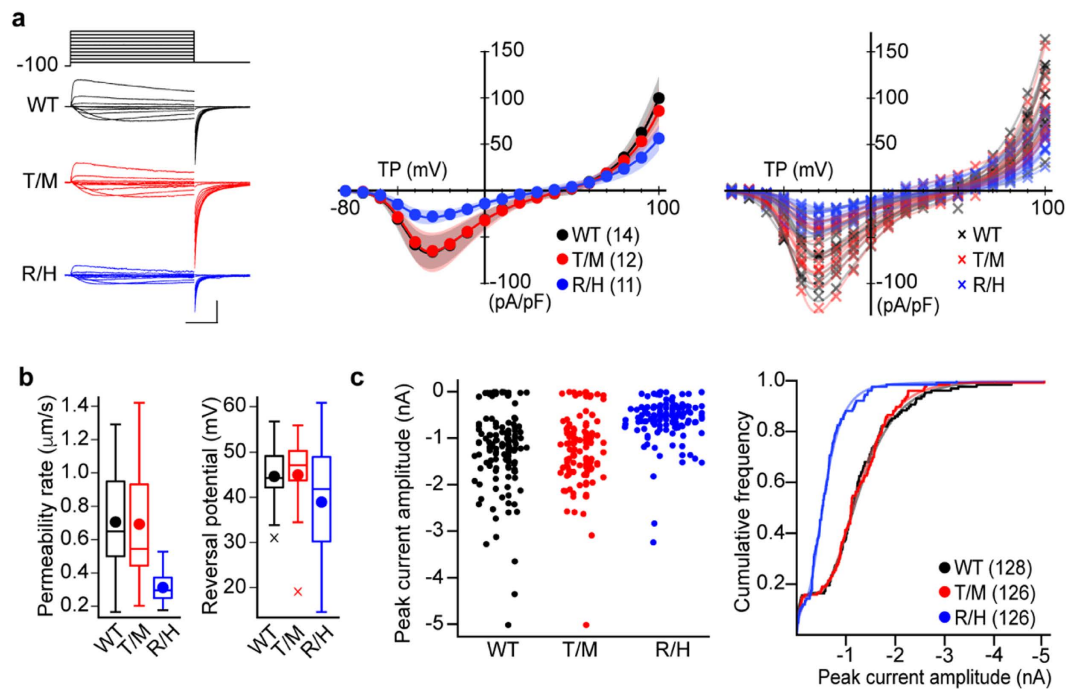 a
-100
WT
T/M
R/H
150
100
50
TP (mV)
-80
100
WT (14)
T/M (12)
R/H (11)
-100
(pA/pF)
150
100
50
TP (mV)
100
WT
T/M
R/H
-100
(pA/pF)
b
Permeability rate (μm/s)
1.4
1.2
1.0
0.8
0.6
0.4
0.2
WT
T/M
R/H
Reversal potential (mV)
60
50
40
30
20
WT
T/M
R/H
c
Peak current amplitude (nA)
0
-1
-2
-3
-4
-5
WT
T/M
R/H
Cumulative frequency
1.0
0.8
0.6
0.4
0.2
WT (128)
T/M (126)
R/H (126)
-1
-2
-3
-4
-5
Peak current amplitude (nA)